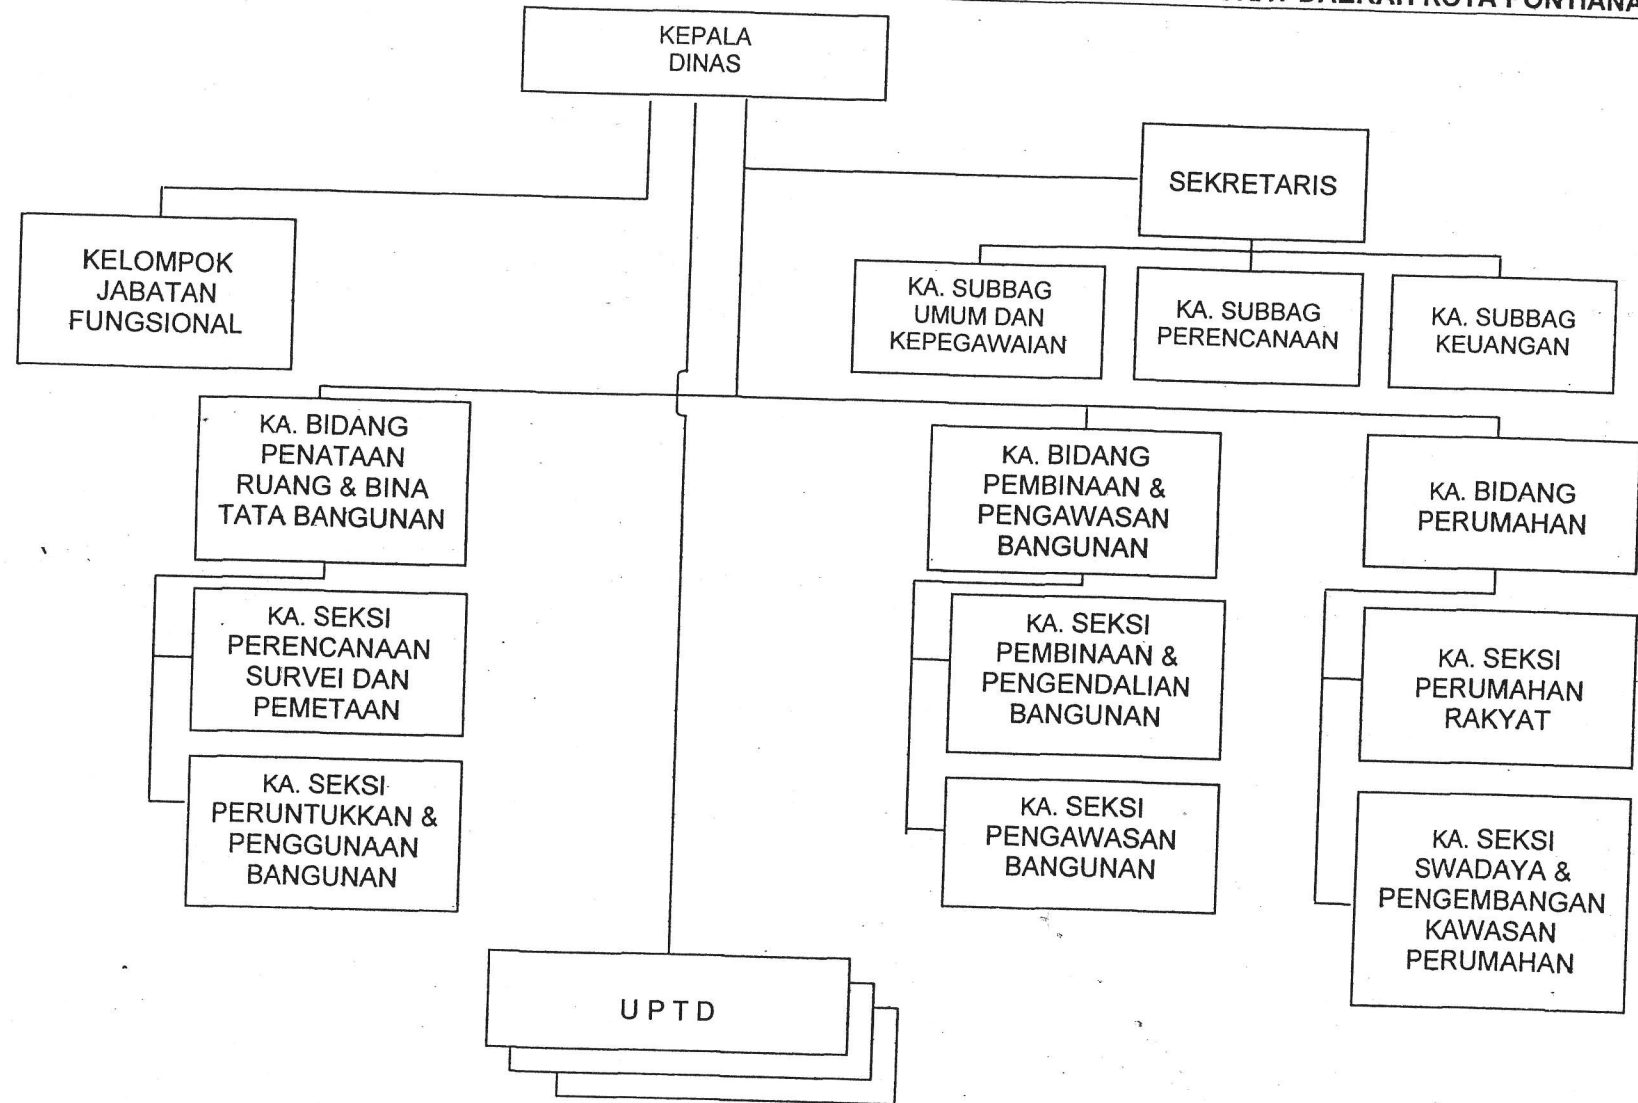 DAERAH KOTA PONTIANA
KEPALA
DINAS
SEKRETARIS
KELOMPOK
JABATAN
FUNGSIONAL
KA. SUBBAG
UMUM DAN
KEPEGAWAIAN
KA. SUBBAG
PERENCANAAN
KA. SUBBAG
KEUANGAN
KA. BIDANG
PENATAAN
RUANG & BINA
TATA BANGUNAN
KA. BIDANG
PEMBINAAN &
PENGAWASAN
BANGUNAN
KA. BIDANG
PERUMAHAN
KA. SEKSI
PERENCANAAN
SURVEI DAN
PEMETAAN
KA. SEKSI
PEMBINAAN &
PENGENDALIAN
BANGUNAN
KA. SEKSI
PERUMAHAN
RAKYAT
KA. SEKSI
PERUNTUKKAN &
PENGGUNAAN
BANGUNAN
KA. SEKSI
PENGAWASAN
BANGUNAN
KA. SEKSI
SWADAYA &
PENGEMBANGAN
KAWASAN
PERUMAHAN
U P T D